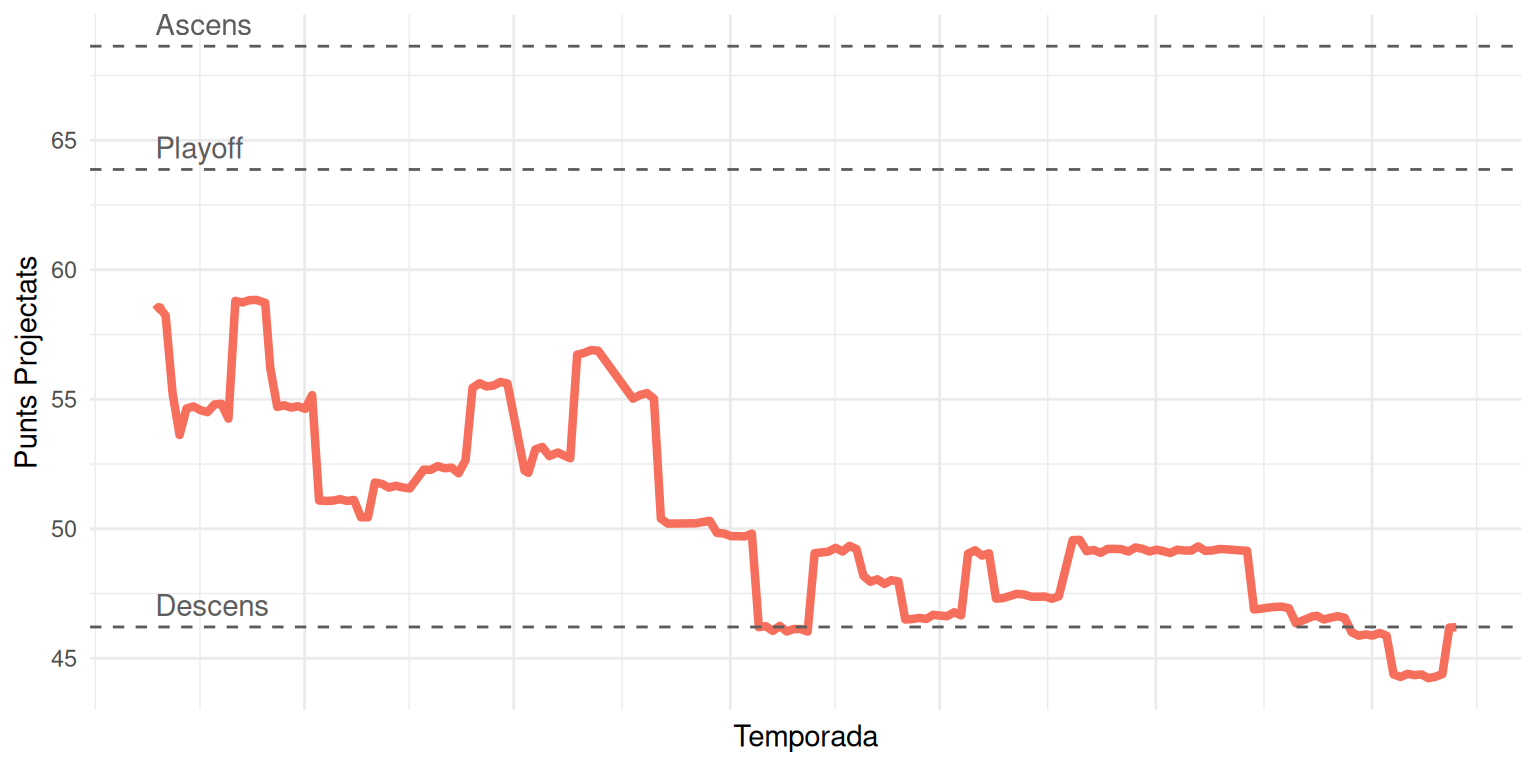 Ascens
65
Playoff
60
55
50
Descens
45
Punts Projectats
Temporada